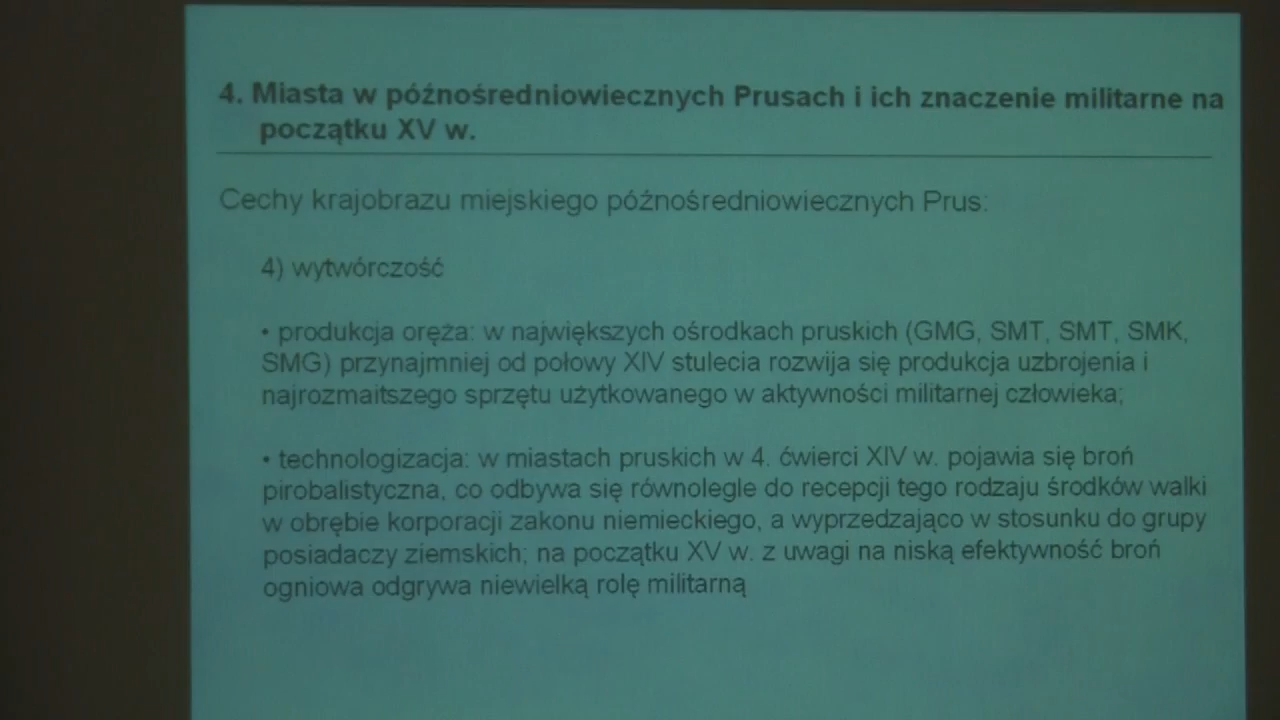 4. Miasta w późnośredniowiecznych Prusach i ich znaczenie militarne na
początku XV w.
Cechy krajobrazu miejskiego późnośredniowiecznych Prus:
4) wytwórczość
• produkcja oręża: w największych ośrodkach pruskich (GMG, SMT, SMT, SMK,
SMG) przynajmniej od połowy XIV stulecia rozwija się produkcja uzbrojenia i
najrozmaitszego sprzętu użytkowanego w aktywności militarnej człowieka;
• technologizacja: w miastach pruskich w 4. ćwierci XIV w. pojawia się broń
pirobalistyczna, co odbywa się równolegle do recepcji tego rodzaju środków walki
w obrębie korporacji zakonu niemieckiego, a wyprzedzająco w stosunku do grupy
posiadaczy ziemskich; na początku XV w. z uwagi na niską efektywność broń
ogniowa odgrywa niewielką rolę militarną